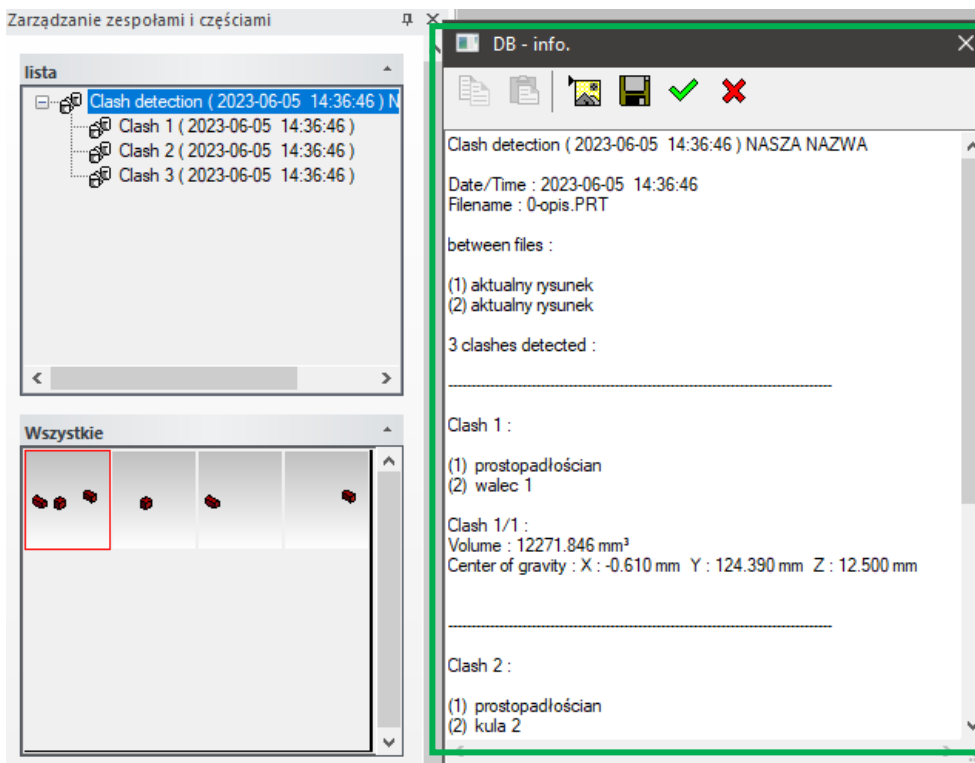 Zarządzanie zespołami i częściami
lista
Clash detection ( 2023-06-05 14:36:46 ) N
Clash 1 ( 2023-06-05 14:36:46 )
Clash 2 ( 2023-06-05 14:36:46 )
Clash 3 ( 2023-06-05 14:36:46 )
Wszystkie
DB - info.
Clash detection ( 2023-06-05 14:36:46 ) NASZA NAZWA
Date/Time : 2023-06-05 14:36:46
Filename : 0-opis.PRT
between files :
(1) aktualny rysunek
(2) aktualny rysunek
3 clashes detected :
Clash 1 :
(1) prostopadłościan
(2) walec 1
Clash 1/1 :
Volume : 12271.846 mm³
Center of gravity : X : -0.610 mm Y : 124.390 mm Z : 12.500 mm
Clash 2 :
(1) prostopadłościan
(2) kula 2